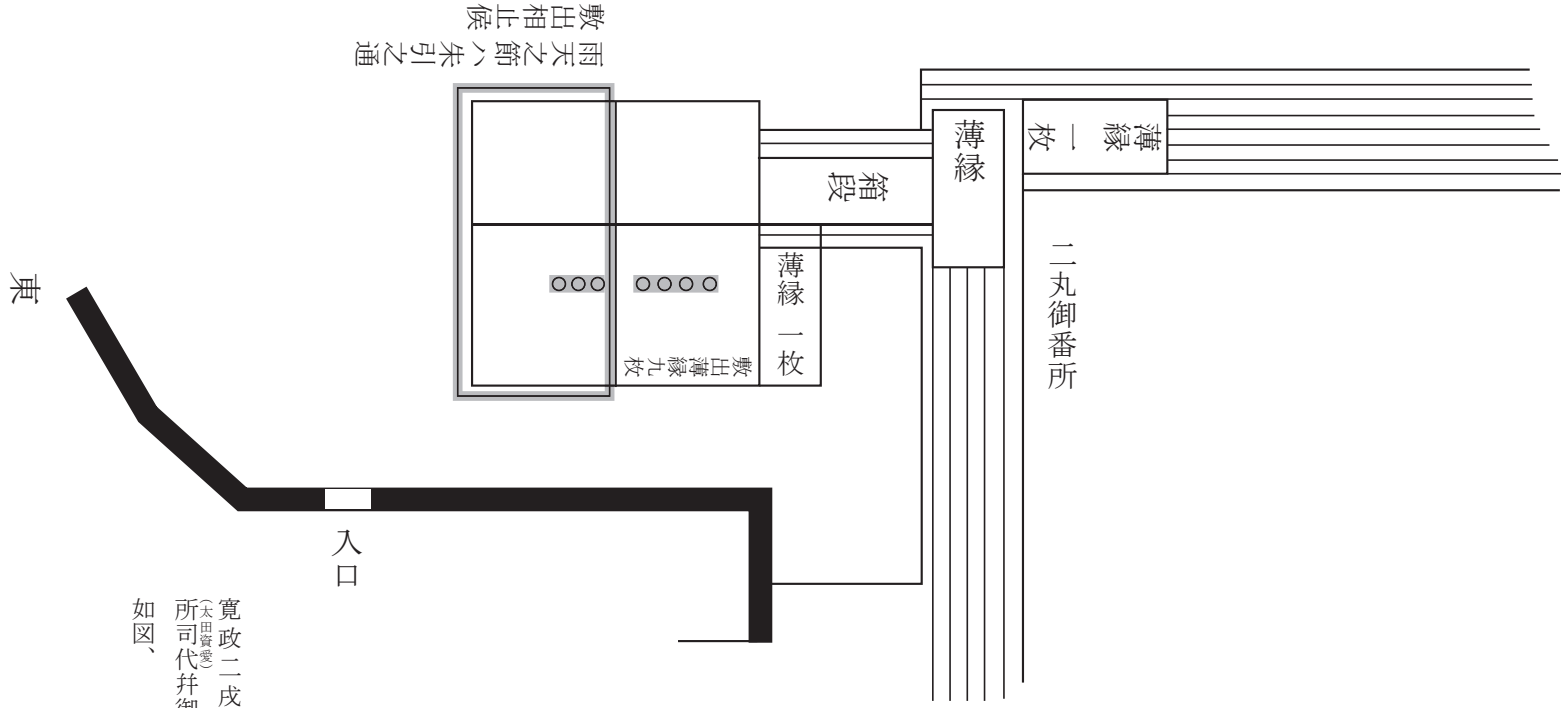 雨天之節ハ朱引之通
敷出相止候
薄縁
薄縁一枚
箱段
薄縁一枚
敷出薄縁九枚
二丸御番所
東
入口
寛政二戌
所司代幷御
(太田資愛)
如図、